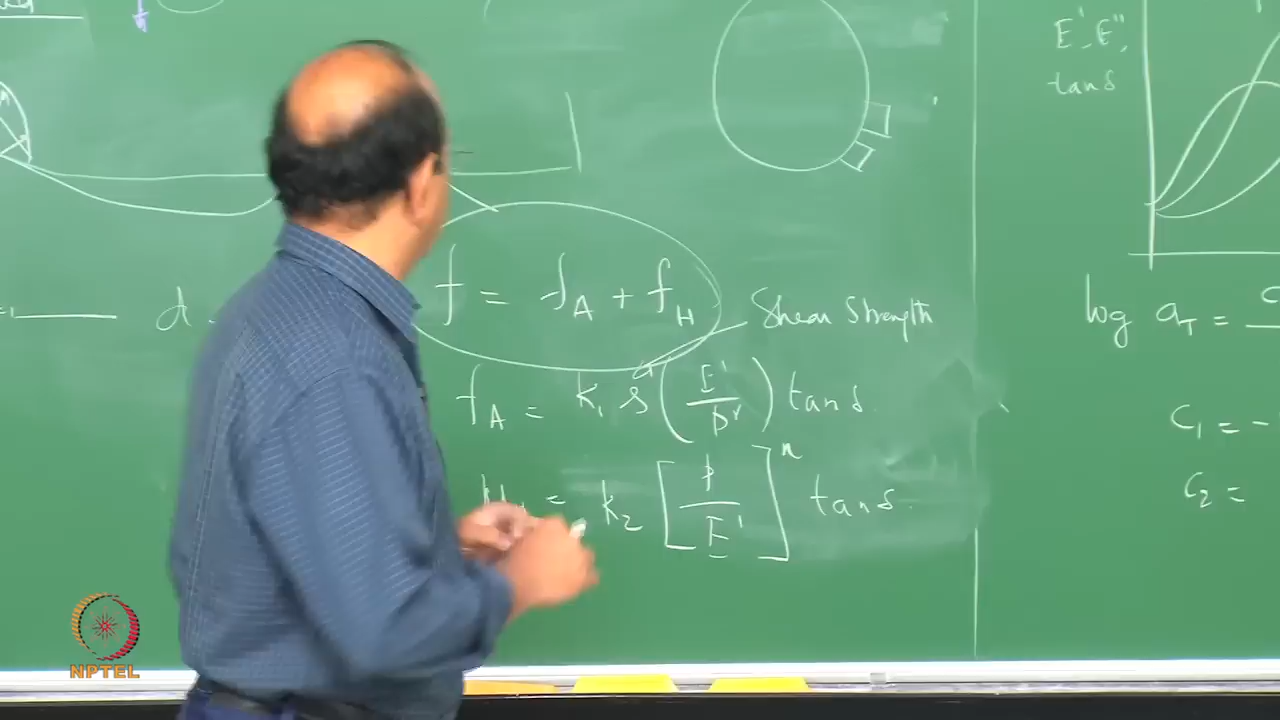 E', E'',
tan δ
f = f_A + f_H
Shear Strength
f_A = k₁ s^a (E'/p^r) tan δ
= k₂ [p/E']^n tan δ
d.
log a_T =
C₁ = -
C₂ =
NPTEL